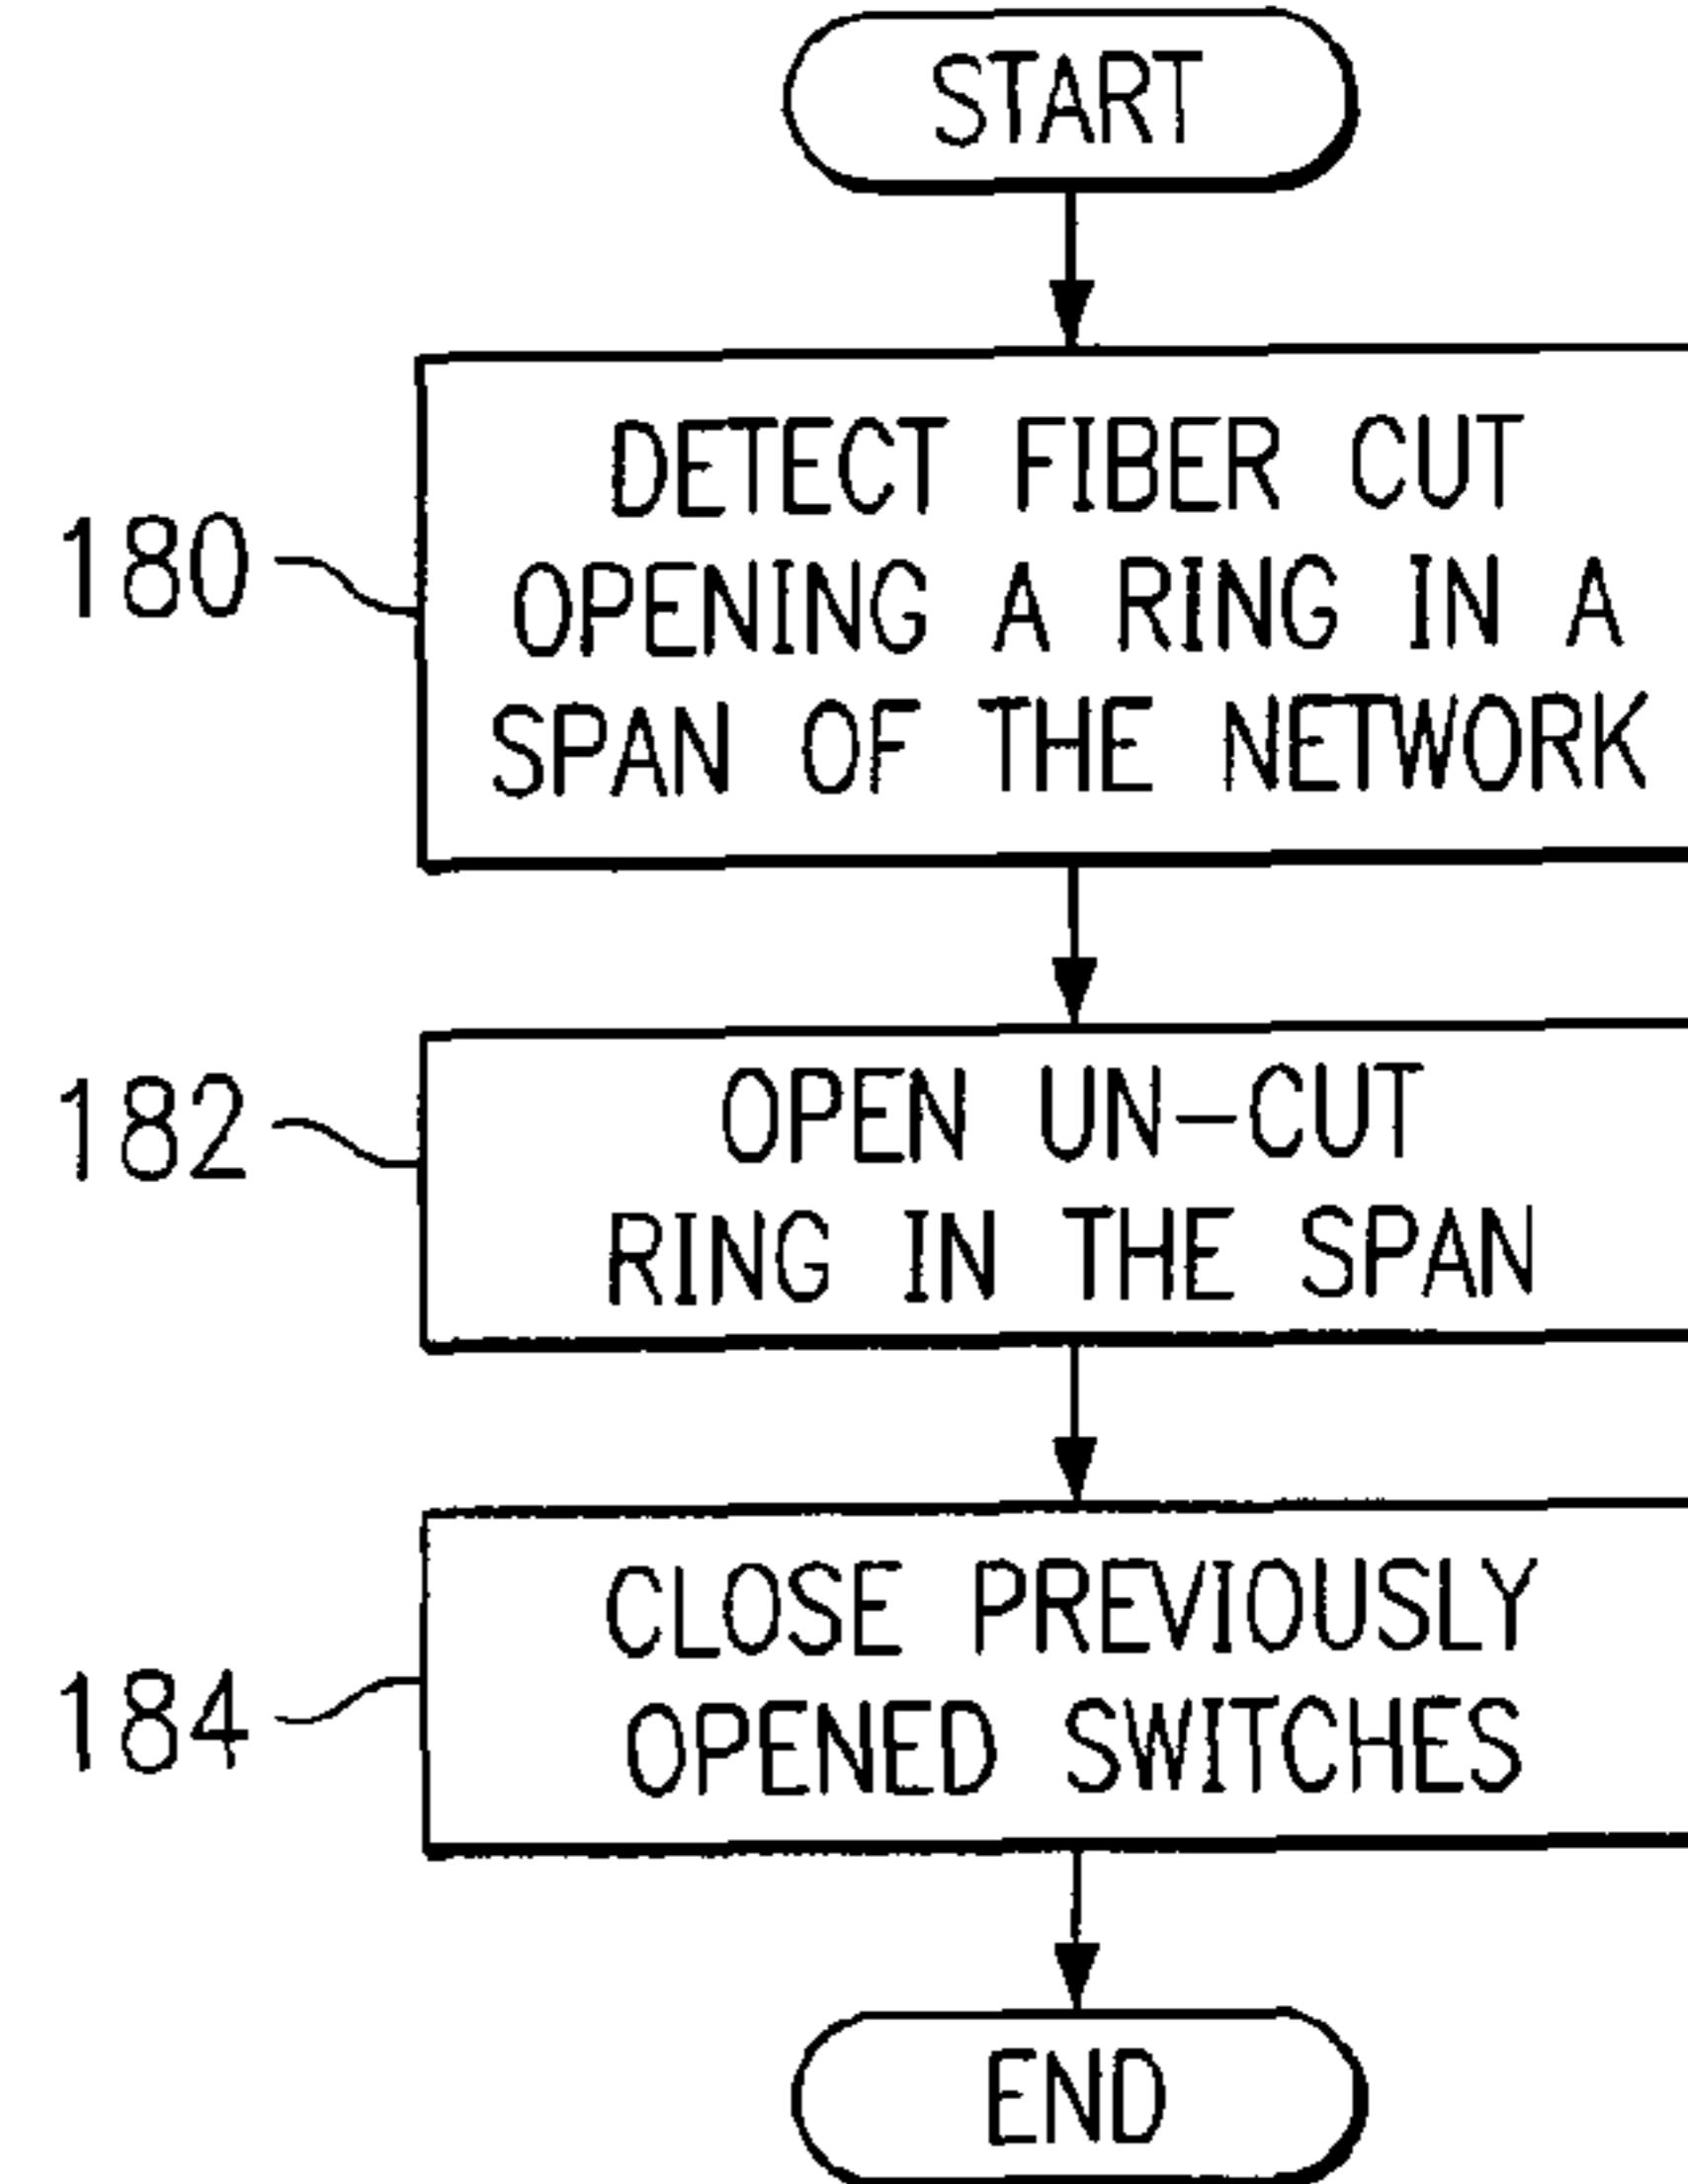 START
180
DETECT FIBER CUT
OPENING A RING IN A
SPAN OF THE NETWORK
182
OPEN UN-CUT
RING IN THE SPAN
184
CLOSE PREVIOUSLY
OPENED SWITCHES
END